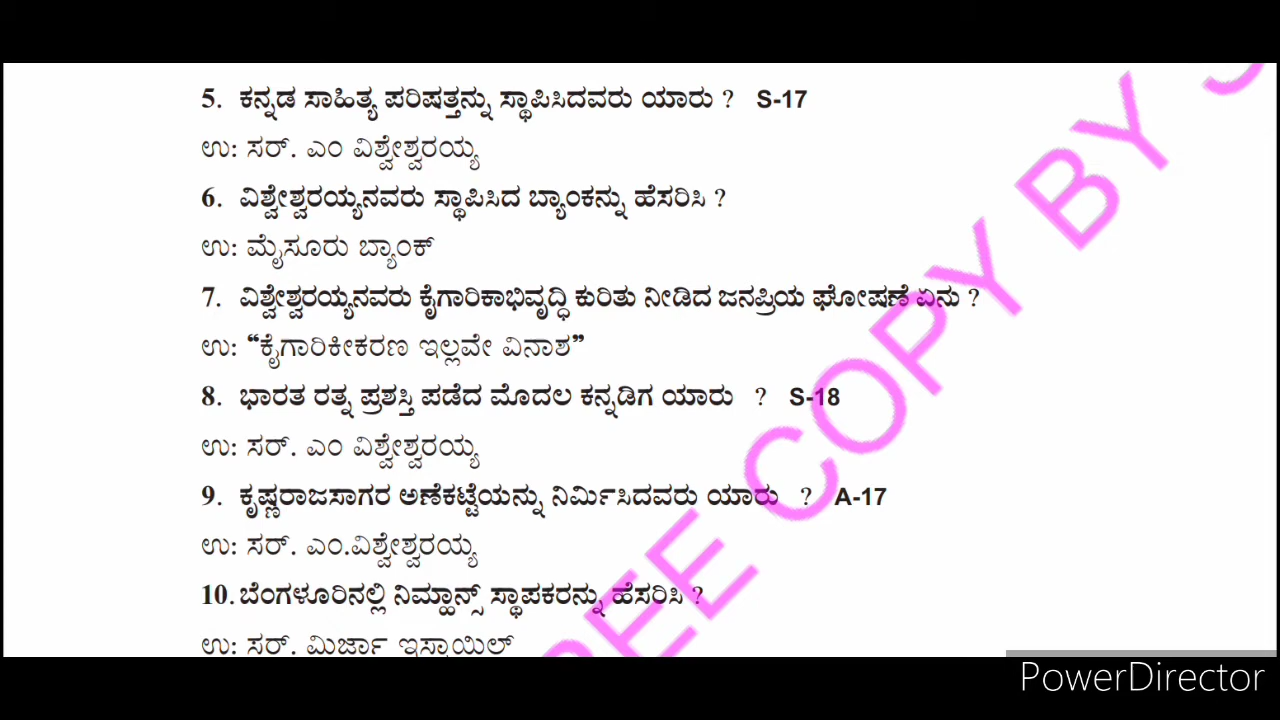 5. ಕನ್ನಡ ಸಾಹಿತ್ಯ ಪರಿಷತ್ತನ್ನು ಸ್ಥಾಪಿಸಿದವರು ಯಾರು ? S-17
ಉ: ಸರ್. ಎಂ ವಿಶ್ವೇಶ್ವರಯ್ಯ
6. ವಿಶ್ವೇಶ್ವರಯ್ಯನವರು ಸ್ಥಾಪಿಸಿದ ಬ್ಯಾಂಕನ್ನು ಹೆಸರಿಸಿ ?
ಉ: ಮೈಸೂರು ಬ್ಯಾಂಕ್
7. ವಿಶ್ವೇಶ್ವರಯ್ಯನವರು ಕೈಗಾರಿಕಾಭಿವೃದ್ಧಿ ಕುರಿತು ನೀಡಿದ ಜನಪ್ರಿಯ ಘೋಷಣೆ ಏನು ?
ಉ: “ಕೈಗಾರಿಕೀಕರಣ ಇಲ್ಲವೇ ವಿನಾಶ”
8. ಭಾರತ ರತ್ನ ಪ್ರಶಸ್ತಿ ಪಡೆದ ಮೊದಲ ಕನ್ನಡಿಗ ಯಾರು ? S-18
ಉ: ಸರ್. ಎಂ ವಿಶ್ವೇಶ್ವರಯ್ಯ
9. ಕೃಷ್ಣರಾಜಸಾಗರ ಅಣೆಕಟ್ಟೆಯನ್ನು ನಿರ್ಮಿಸಿದವರು ಯಾರು ? A-17
ಉ: ಸರ್. ಎಂ.ವಿಶ್ವೇಶ್ವರಯ್ಯ
10. ಬೆಂಗಳೂರಿನಲ್ಲಿ ನಿಮ್ಹಾನ್ಸ್ ಸ್ಥಾಪಕರನ್ನು ಹೆಸರಿಸಿ ?
ಉ: ಸರ್. ಮಿರ್ಜಾ ಇಸ್ಮಾಯಿಲ್
COPY BY
PowerDirector